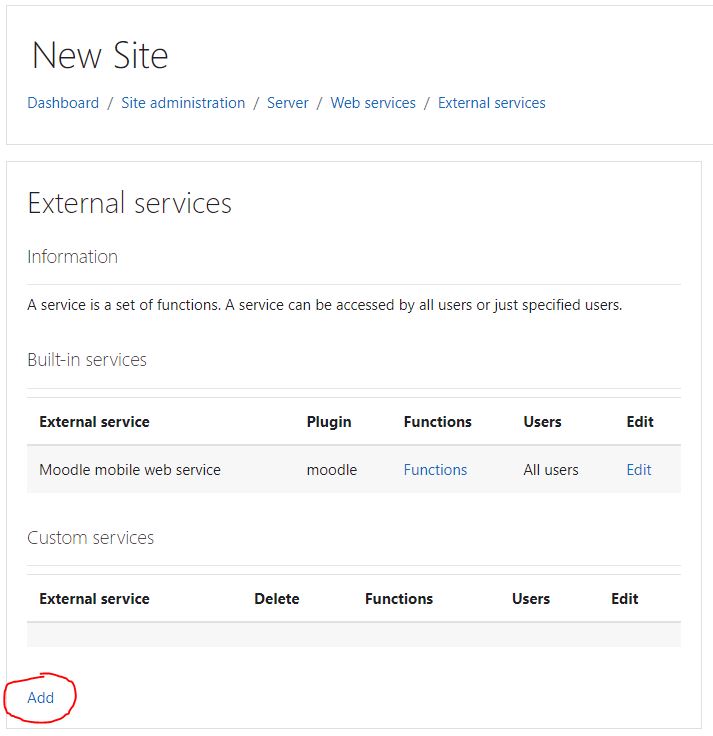 New Site
Dashboard / Site administration / Server / Web services / External services
External services
Information
A service is a set of functions. A service can be accessed by all users or just specified users.
Built-in services
External service Plugin Functions Users Edit
Moodle mobile web service moodle Functions All users Edit
Custom services
External service Delete Functions Users Edit
Add